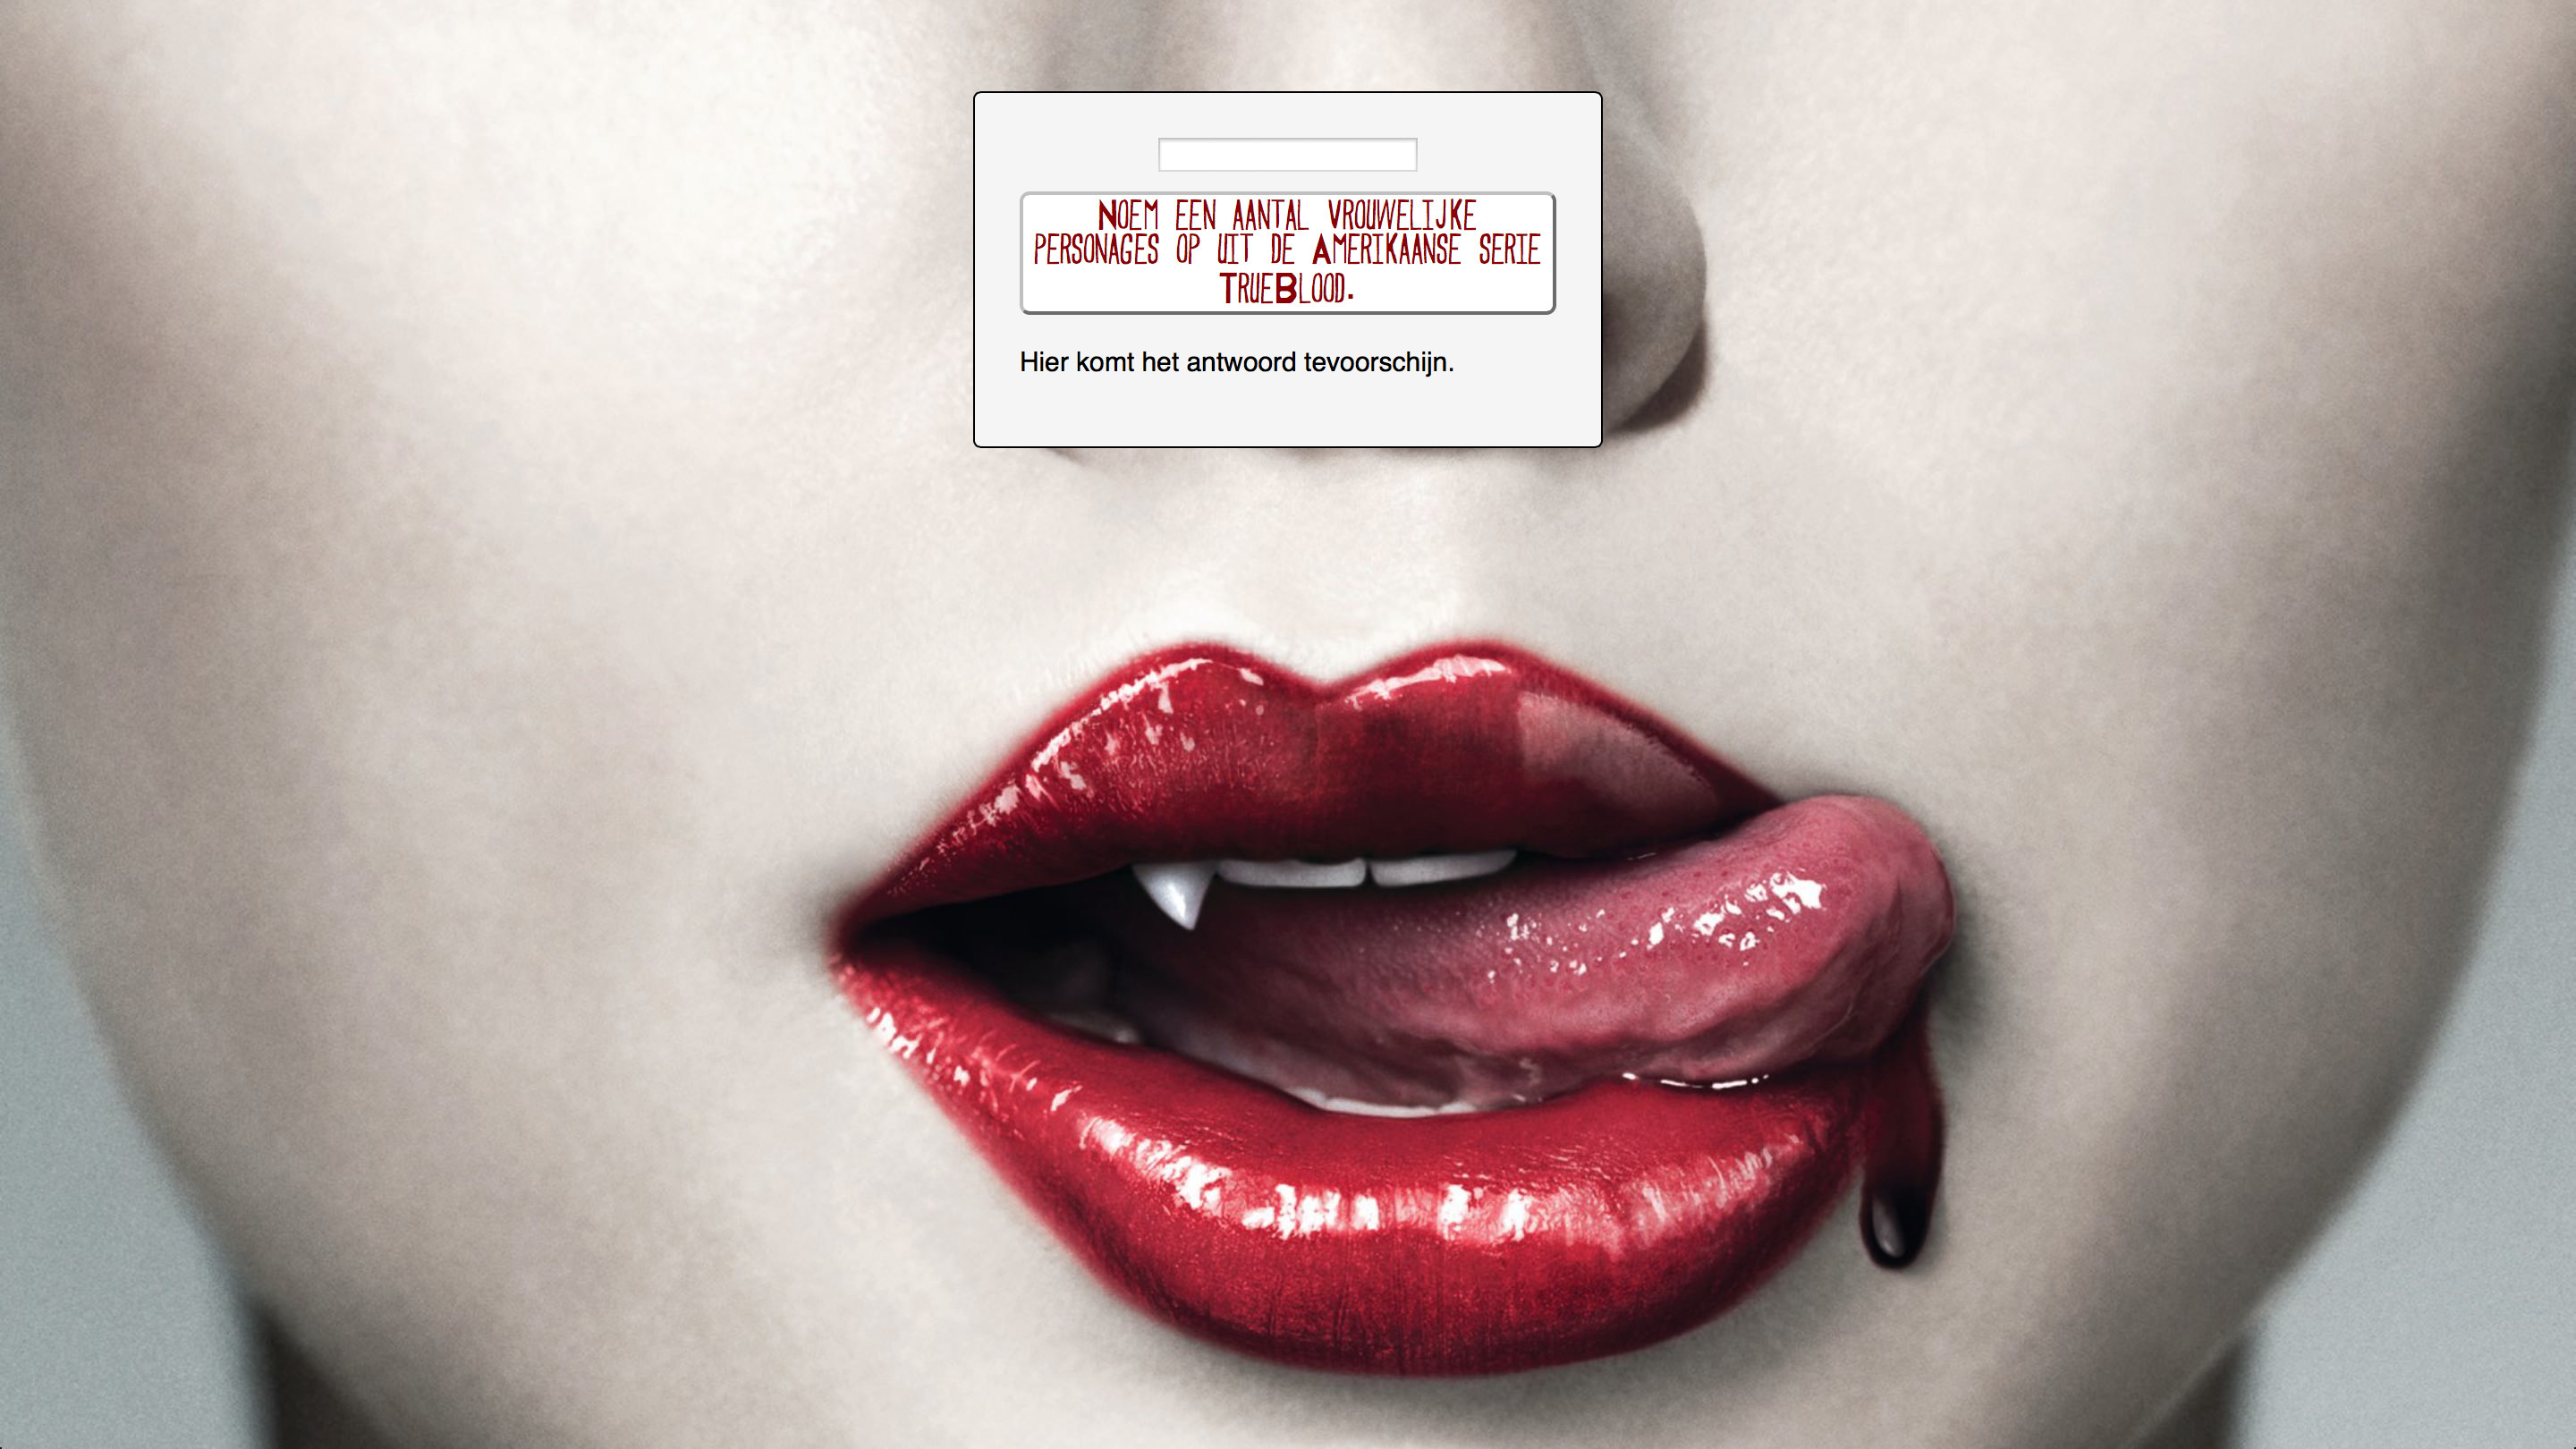 Noem een aantal vrouwelijke
personages op uit de Amerikaanse serie
TrueBlood.
Hier komt het antwoord tevoorschijn.